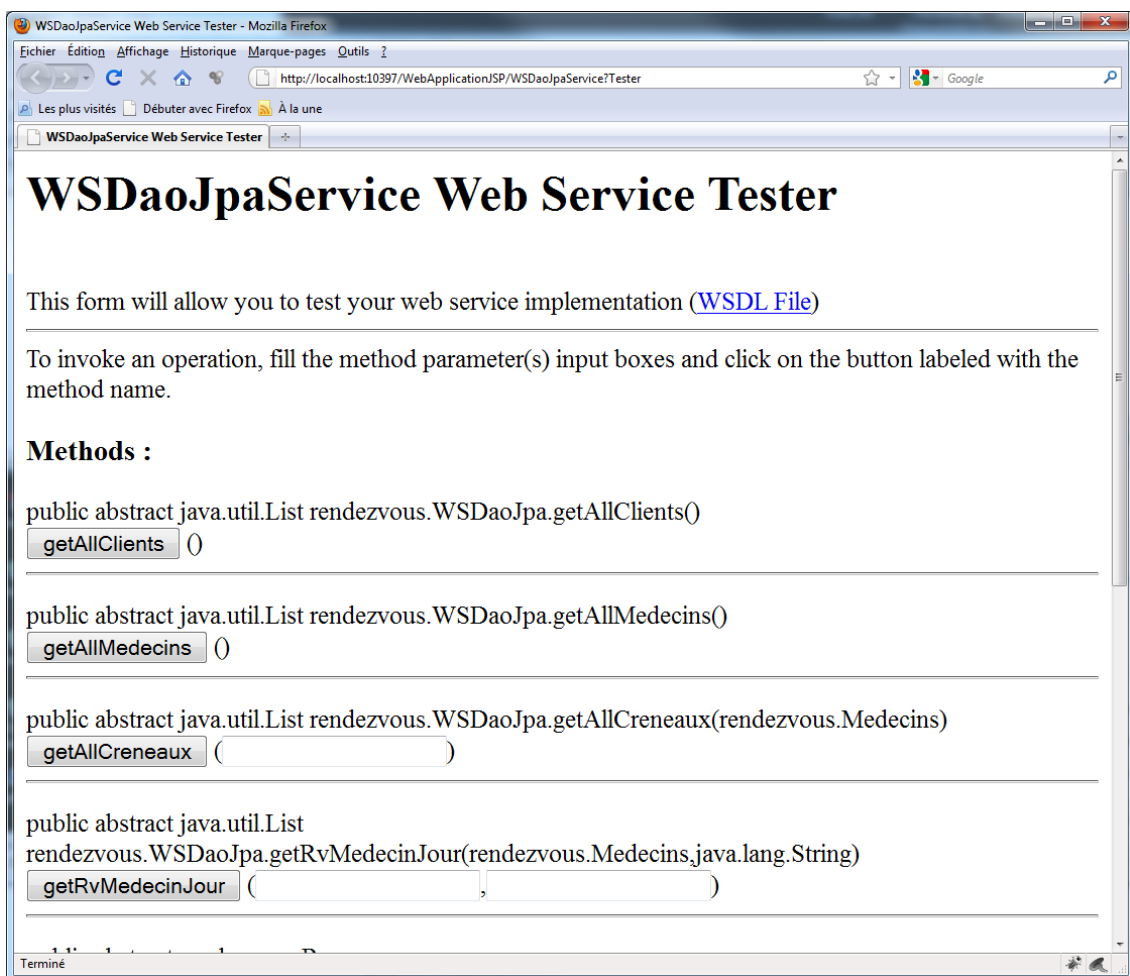 WSDaoJpaService Web Service Tester - Mozilla Firefox
Fichier Édition Affichage Historique Marque-pages Outils ?
http://localhost:10397/WebApplicationJSP/WSDaoJpaService?Tester Google
Les plus visités Débuter avec Firefox À la une
WSDaoJpaService Web Service Tester
WSDaoJpaService Web Service Tester
This form will allow you to test your web service implementation (WSDL File)
To invoke an operation, fill the method parameter(s) input boxes and click on the button labeled with the
method name.
Methods :
public abstract java.util.List rendezvous.WSDaoJpa.getAllClients()
getAllClients ()
public abstract java.util.List rendezvous.WSDaoJpa.getAllMedecins()
getAllMedecins ()
public abstract java.util.List rendezvous.WSDaoJpa.getAllCreneaux(rendezvous.Medecins)
getAllCreneaux ( )
public abstract java.util.List
rendezvous.WSDaoJpa.getRvMedecinJour(rendezvous.Medecins,java.lang.String)
getRvMedecinJour ( , )
Terminé